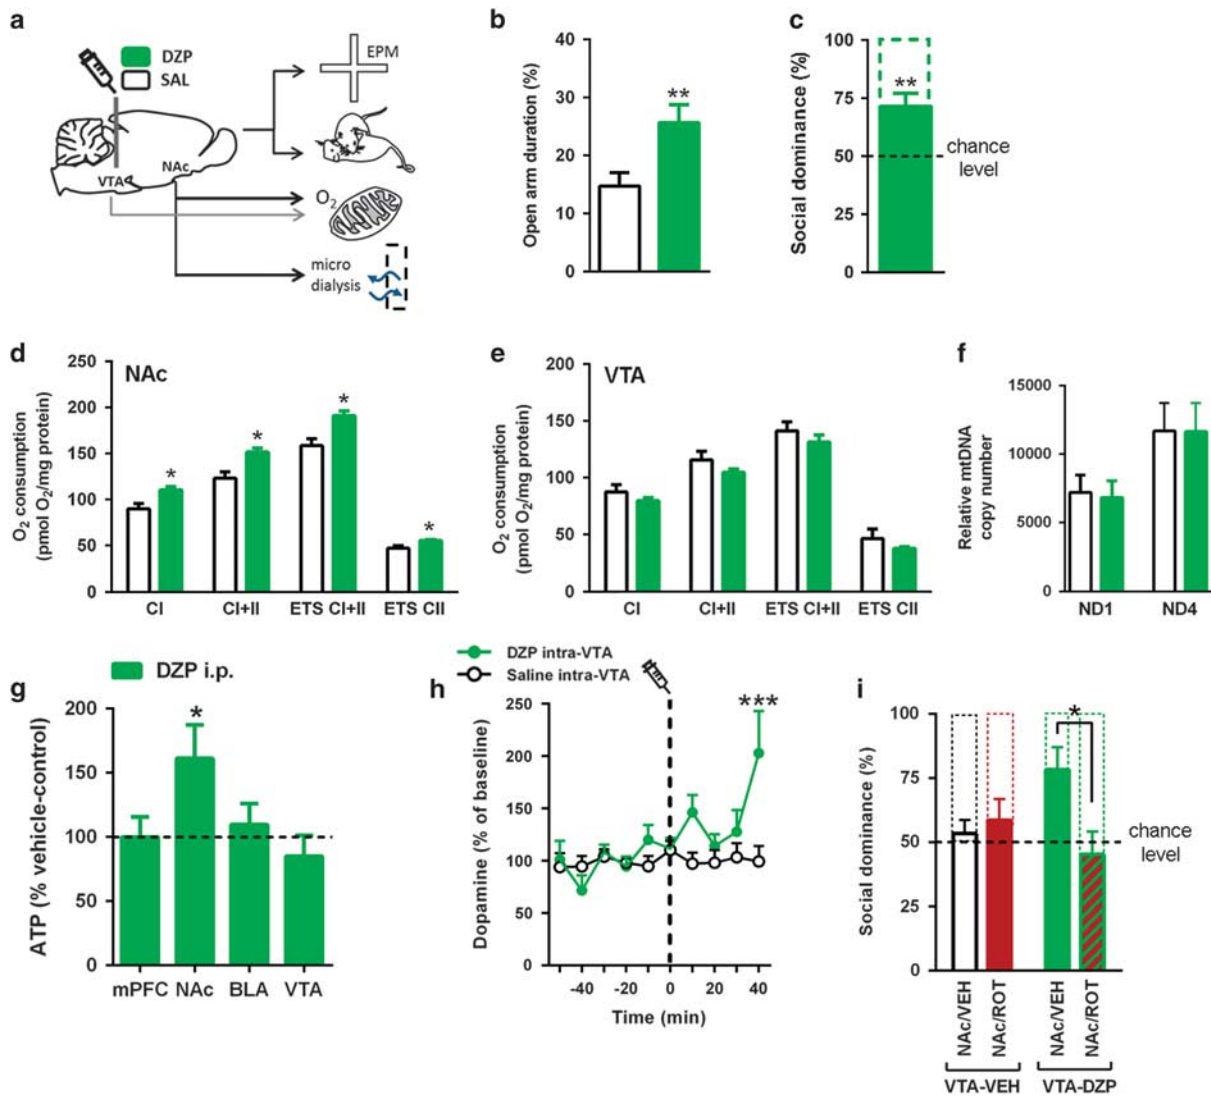 a
DZP
SAL
EPM
NAc
VTA
O2
micro
dialysis
b
Open arm duration (%)
40
30
20
10
0
**
c
Social dominance (%)
100
75
50
25
0
**
chance
level
d
NAc
O2 consumption
(pmol O2/mg protein)
250
200
150
100
50
0
* * * *
CI CI+II ETS CI+II ETS CII
e
VTA
O2 consumption
(pmol O2/mg protein)
200
150
100
50
0
CI CI+II ETS CI+II ETS CII
f
Relative mtDNA
copy number
15000
10000
5000
0
ND1 ND4
g
DZP i.p.
ATP (% vehicle-control)
200
150
100
50
0
*
mPFC NAc BLA VTA
h
DZP intra-VTA
Saline intra-VTA
Dopamine (% of baseline)
250
200
150
100
50
0
***
-40 -20 0 20 40
Time (min)
i
Social dominance (%)
100
75
50
25
0
*
chance
level
NAc/VEH
NAc/ROT
NAc/VEH
NAc/ROT
VTA-VEH VTA-DZP